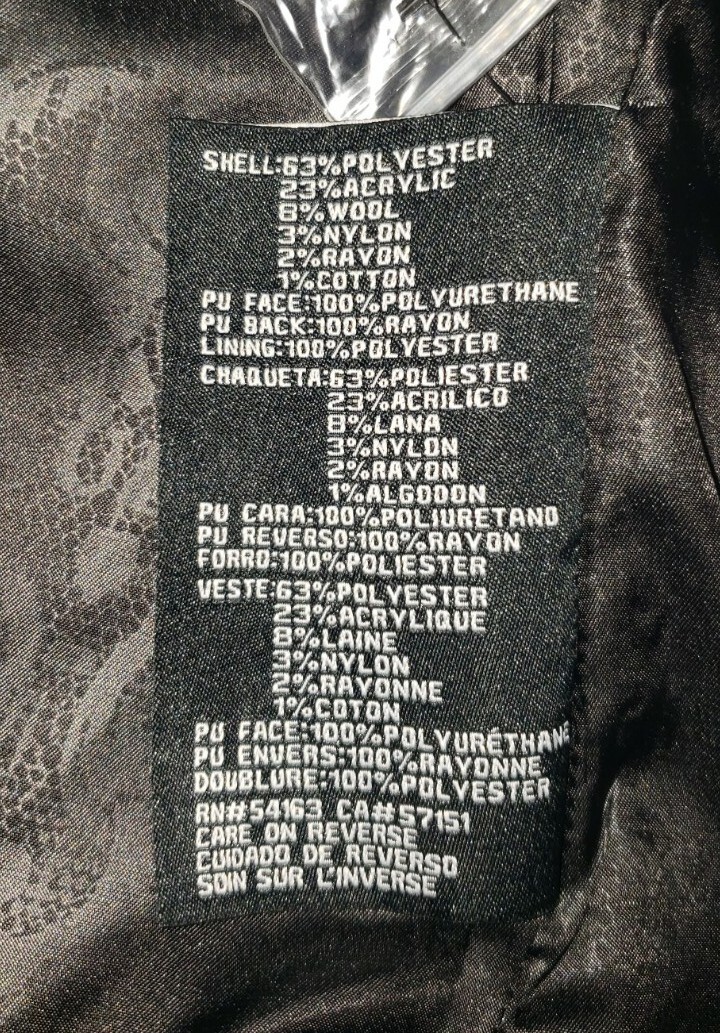 SHELL:63%POLYESTER
23%ACRYLIC
8%WOOL
3%NYLON
2%RAYON
1%COTTON
PU FACE:100%POLYURETHANE
PU BACK:100%RAYON
LINING:100%POLYESTER
CHAQUETA:63%POLIESTER
23%ACRILICO
8%LANA
3%NYLON
2%RAYON
1%ALGODON
PU CARA:100%POLIURETANO
PU REVERSO:100%RAYON
FORRO:100%POLIESTER
VESTE:63%POLYESTER
23%ACRYLIQUE
8%LAINE
3%NYLON
2%RAYONNE
1%COTON
PU FACE:100%POLYURÉTHANE
PU ENVERS:100%RAYONNE
DOUBLURE:100%POLYESTER
RN#54163 CA#57151
CARE ON REVERSE
CUIDADO DE REVERSO
SOIN SUR L'INVERSE